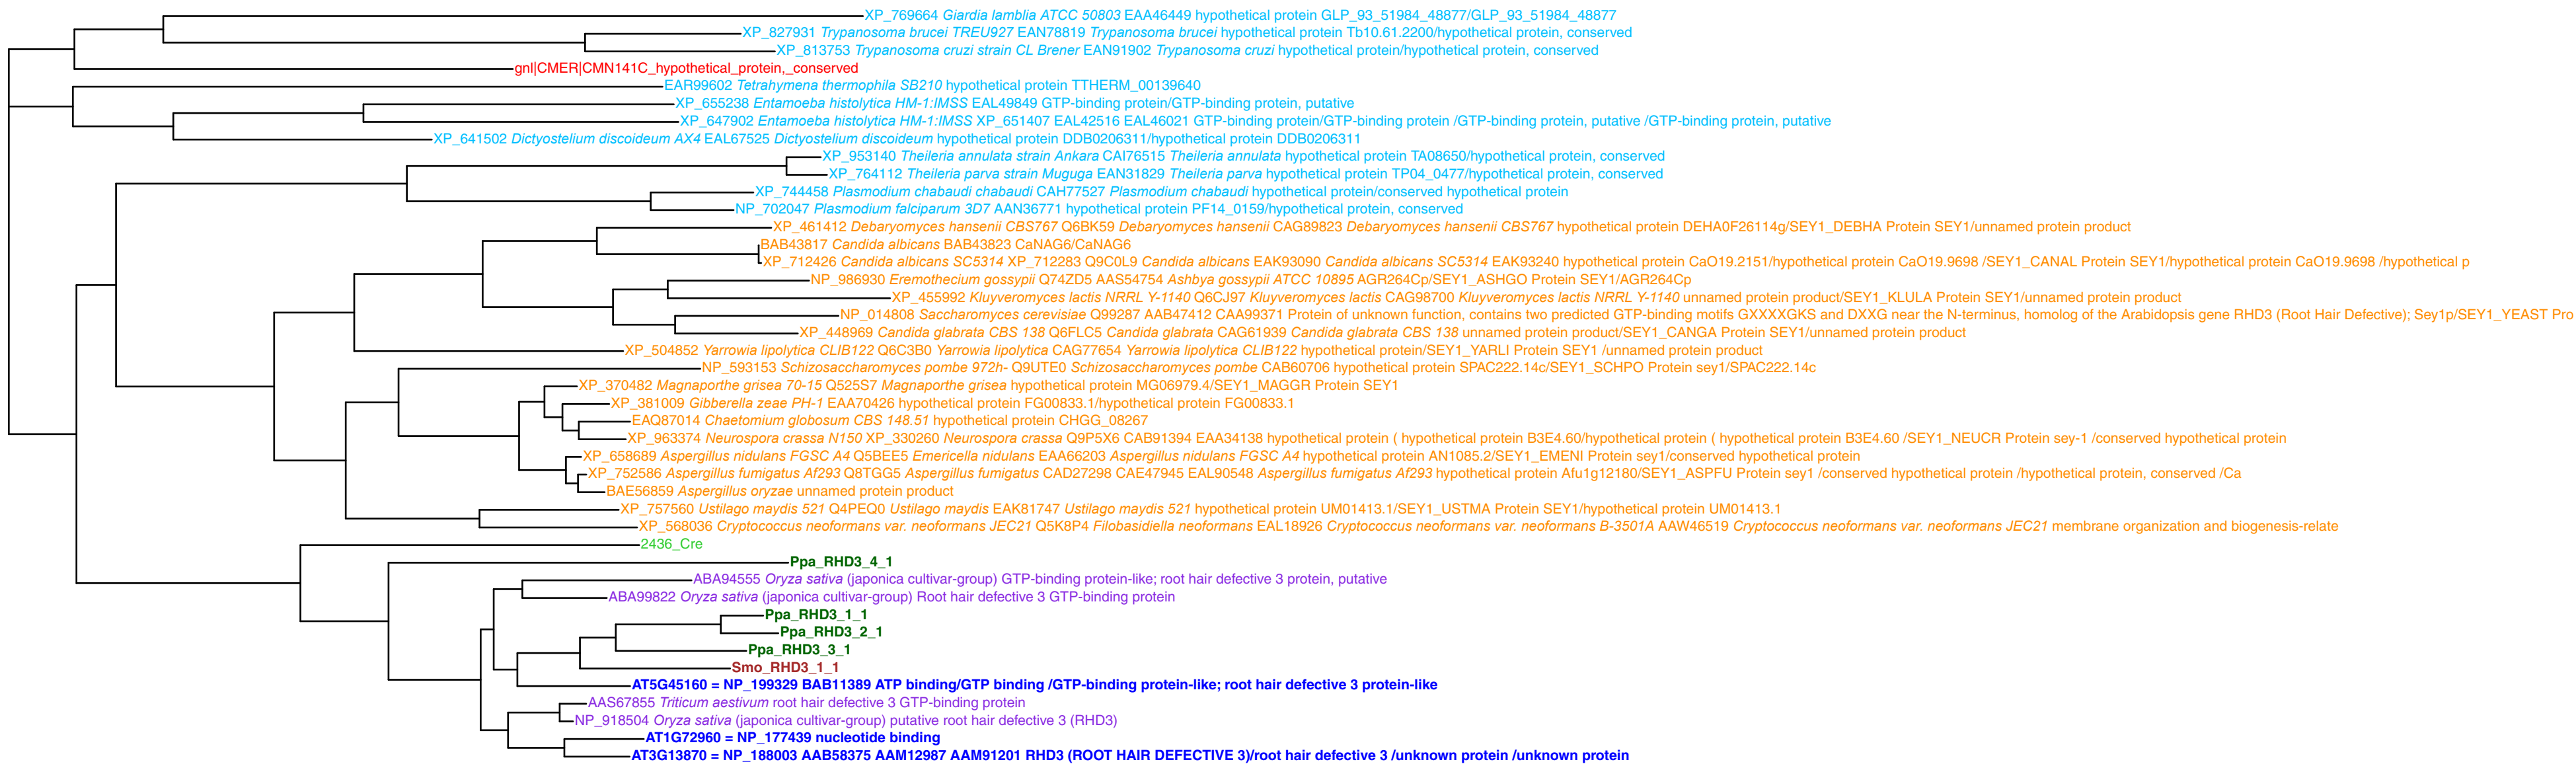 XP_769664 Giardia lamblia ATCC 50803 EAA46449 hypothetical protein GLP_93_51984_48877/GLP_93_51984_48877
XP_827931 Trypanosoma brucei TREU927 EAN78819 Trypanosoma brucei hypothetical protein Tb10.61.2200/hypothetical protein, conserved
XP_813753 Trypanosoma cruzi strain CL Brener EAN91902 Trypanosoma cruzi hypothetical protein/hypothetical protein, conserved
gnl|CMER|CMN141C_hypothetical_protein,_conserved
EAR99602 Tetrahymena thermophila SB210 hypothetical protein TTHERM_00139640
XP_655238 Entamoeba histolytica HM-1:IMSS EAL49849 GTP-binding protein/GTP-binding protein, putative
XP_647902 Entamoeba histolytica HM-1:IMSS XP_651407 EAL42516 EAL46021 GTP-binding protein/GTP-binding protein /GTP-binding protein, putative /GTP-binding protein, putative
XP_641502 Dictyostelium discoideum AX4 EAL67525 Dictyostelium discoideum hypothetical protein DDB0206311/hypothetical protein DDB0206311
XP_953140 Theileria annulata strain Ankara CAI76515 Theileria annulata hypothetical protein TA08650/hypothetical protein, conserved
XP_764112 Theileria parva strain Muguga EAN31829 Theileria parva hypothetical protein TP04_0477/hypothetical protein, conserved
XP_744458 Plasmodium chabaudi chabaudi CAH77527 Plasmodium chabaudi hypothetical protein/conserved hypothetical protein
NP_702047 Plasmodium falciparum 3D7 AAN36771 hypothetical protein PF14_0159/hypothetical protein, conserved
XP_461412 Debaryomyces hansenii CBS767 Q6BK59 Debaryomyces hansenii CAG89823 Debaryomyces hansenii CBS767 hypothetical protein DEHA0F26114g/SEY1_DEBHA Protein SEY1/unnamed protein product
BAB43817 Candida albicans BAB43823 CaNAG6/CaNAG6
XP_712426 Candida albicans SC5314 XP_712283 Q9C0L9 Candida albicans EAK93090 Candida albicans SC5314 EAK93240 hypothetical protein CaO19.2151/hypothetical protein CaO19.9698 /SEY1_CANAL Protein SEY1/hypothetical protein CaO19.9698 /hypothetical p
NP_986930 Eremothecium gossypii Q74ZD5 AAS54754 Ashbya gossypii ATCC 10895 AGR264Cp/SEY1_ASHGO Protein SEY1/AGR264Cp
XP_455992 Kluyveromyces lactis NRRL Y-1140 Q6CJ97 Kluyveromyces lactis CAG98700 Kluyveromyces lactis NRRL Y-1140 unnamed protein product/SEY1_KLULA Protein SEY1/unnamed protein product
NP_014808 Saccharomyces cerevisiae Q99287 AAB47412 CAA99371 Protein of unknown function, contains two predicted GTP-binding motifs GXXXXGKS and DXXG near the N-terminus, homolog of the Arabidopsis gene RHD3 (Root Hair Defective); Sey1p/SEY1_YEAST Pro
XP_448969 Candida glabrata CBS 138 Q6FLC5 Candida glabrata CAG61939 Candida glabrata CBS 138 unnamed protein product/SEY1_CANGA Protein SEY1/unnamed protein product
XP_504852 Yarrowia lipolytica CLIB122 Q6C3B0 Yarrowia lipolytica CAG77654 Yarrowia lipolytica CLIB122 hypothetical protein/SEY1_YARLI Protein SEY1 /unnamed protein product
NP_593153 Schizosaccharomyces pombe 972h- Q9UTE0 Schizosaccharomyces pombe CAB60706 hypothetical protein SPAC222.14c/SEY1_SCHPO Protein sey1/SPAC222.14c
XP_370482 Magnaporthe grisea 70-15 Q525S7 Magnaporthe grisea hypothetical protein MG06979.4/SEY1_MAGGR Protein SEY1
XP_381009 Gibberella zeae PH-1 EAA70426 hypothetical protein FG00833.1/hypothetical protein FG00833.1
EAQ87014 Chaetomium globosum CBS 148.51 hypothetical protein CHGG_08267
XP_963374 Neurospora crassa N150 XP_330260 Neurospora crassa Q9P5X6 CAB91394 EAA34138 hypothetical protein ( hypothetical protein B3E4.60/hypothetical protein ( hypothetical protein B3E4.60 /SEY1_NEUCR Protein sey-1 /conserved hypothetical protein
XP_658689 Aspergillus nidulans FGSC A4 Q5BEE5 Emericella nidulans EAA66203 Aspergillus nidulans FGSC A4 hypothetical protein AN1085.2/SEY1_EMENI Protein sey1/conserved hypothetical protein
XP_752586 Aspergillus fumigatus Af293 Q8TGG5 Aspergillus fumigatus CAD27298 CAE47945 EAL90548 Aspergillus fumigatus Af293 hypothetical protein Afu1g12180/SEY1_ASPFU Protein sey1 /conserved hypothetical protein /hypothetical protein, conserved /Ca
BAE56859 Aspergillus oryzae unnamed protein product
XP_757560 Ustilago maydis 521 Q4PEQ0 Ustilago maydis EAK81747 Ustilago maydis 521 hypothetical protein UM01413.1/SEY1_USTMA Protein SEY1/hypothetical protein UM01413.1
XP_568036 Cryptococcus neoformans var. neoformans JEC21 Q5K8P4 Filobasidiella neoformans EAL18926 Cryptococcus neoformans var. neoformans B-3501A AAW46519 Cryptococcus neoformans var. neoformans JEC21 membrane organization and biogenesis-relate
2436_Cre
Ppa_RHD3_4_1
ABA94555 Oryza sativa (japonica cultivar-group) GTP-binding protein-like; root hair defective 3 protein, putative
ABA99822 Oryza sativa (japonica cultivar-group) Root hair defective 3 GTP-binding protein
Ppa_RHD3_1_1
Ppa_RHD3_2_1
Ppa_RHD3_3_1
Smo_RHD3_1_1
AT5G45160 = NP_199329 BAB11389 ATP binding/GTP binding /GTP-binding protein-like; root hair defective 3 protein-like
AAS67855 Triticum aestivum root hair defective 3 GTP-binding protein
NP_918504 Oryza sativa (japonica cultivar-group) putative root hair defective 3 (RHD3)
AT1G72960 = NP_177439 nucleotide binding
AT3G13870 = NP_188003 AAB58375 AAM12987 AAM91201 RHD3 (ROOT HAIR DEFECTIVE 3)/root hair defective 3 /unknown protein /unknown protein